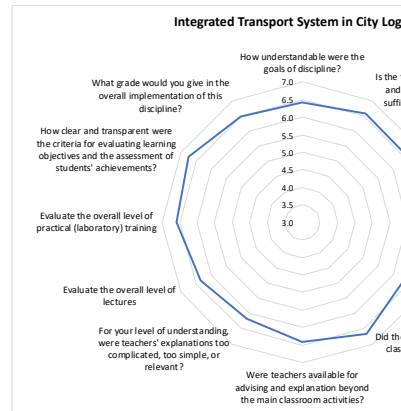 Integrated Transport System in City Log
How understandable were the
goals of discipline?
What grade would you give in the
overall implementation of this
discipline?
Is the
and
suffi
How clear and transparent were
the criteria for evaluating learning
objectives and the assessment of
students' achievements?
7.0
6.5
6.0
5.5
5.0
4.5
4.0
3.5
3.0
Evaluate the overall level of
practical (laboratory) training
Evaluate the overall level of
lectures
For your level of understanding,
were teachers' explanations too
complicated, too simple, or
relevant?
Did the
class
Were teachers available for
advising and explanation beyond
the main classroom activities?